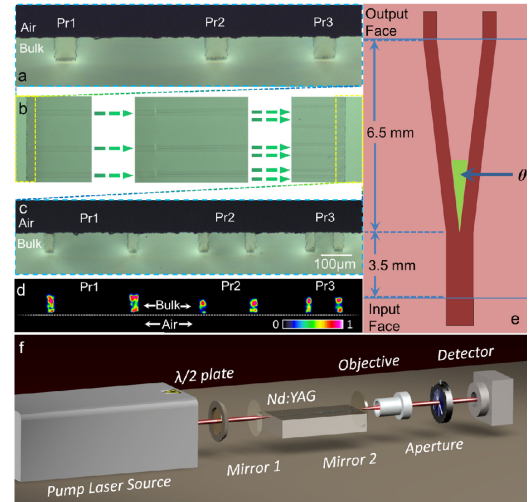 Air
Pr1
Pr2
Pr3
Bulk
a
b
c
Air
Pr1
Pr2
Pr3
Bulk
100μm
d
Pr1
Pr2
Pr3
Bulk
Air
0
1
Output
Face
6.5 mm
θ
3.5 mm
Input
Face
e
f
λ/2 plate
Nd:YAG
Objective
Detector
Mirror 1
Mirror 2
Aperture
Pump Laser Source